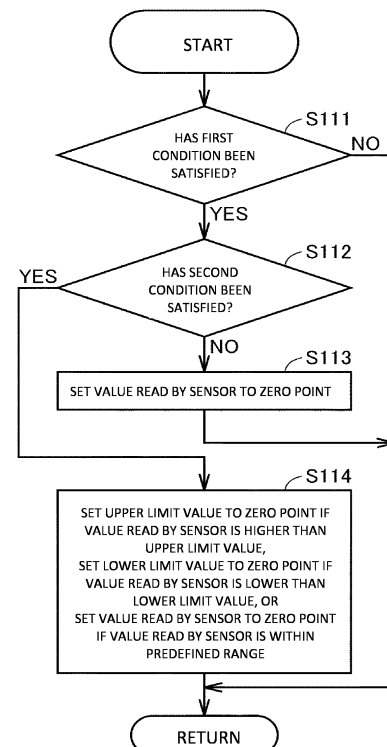 START
S111
HAS FIRST
CONDITION BEEN
SATISFIED?
NO
YES
S112
YES
HAS SECOND
CONDITION BEEN
SATISFIED?
NO
S113
SET VALUE READ BY SENSOR TO ZERO POINT
S114
SET UPPER LIMIT VALUE TO ZERO POINT IF
VALUE READ BY SENSOR IS HIGHER THAN
UPPER LIMIT VALUE,
SET LOWER LIMIT VALUE TO ZERO POINT IF
VALUE READ BY SENSOR IS LOWER THAN
LOWER LIMIT VALUE, OR
SET VALUE READ BY SENSOR TO ZERO POINT
IF VALUE READ BY SENSOR IS WITHIN
PREDEFINED RANGE
RETURN